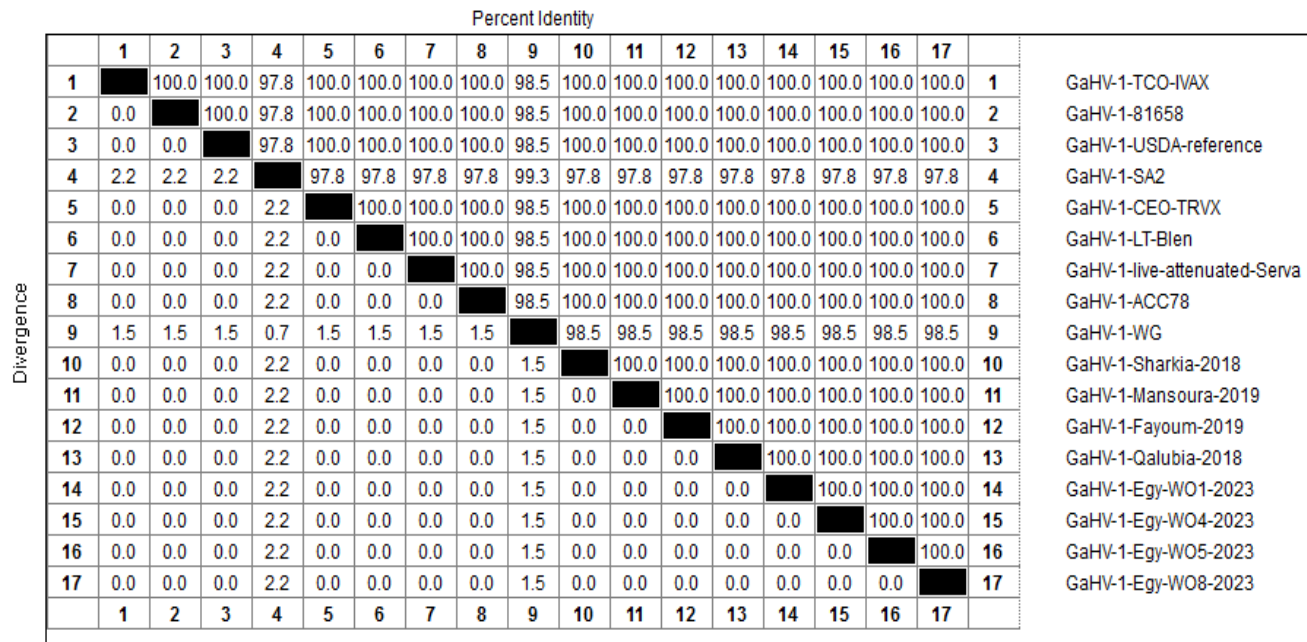 Percent Identity
1 2 3 4 5 6 7 8 9 10 11 12 13 14 15 16 17
1 100.0 100.0 97.8 100.0 100.0 100.0 100.0 98.5 100.0 100.0 100.0 100.0 100.0 100.0 100.0 100.0 1 GaHV-1-TCO-IVAX
2 0.0 100.0 97.8 100.0 100.0 100.0 100.0 98.5 100.0 100.0 100.0 100.0 100.0 100.0 100.0 100.0 2 GaHV-1-81658
3 0.0 0.0 97.8 100.0 100.0 100.0 100.0 98.5 100.0 100.0 100.0 100.0 100.0 100.0 100.0 100.0 3 GaHV-1-USDA-reference
4 2.2 2.2 2.2 97.8 97.8 97.8 97.8 99.3 97.8 97.8 97.8 97.8 97.8 97.8 97.8 97.8 4 GaHV-1-SA2
5 0.0 0.0 0.0 2.2 100.0 100.0 100.0 98.5 100.0 100.0 100.0 100.0 100.0 100.0 100.0 100.0 5 GaHV-1-CEO-TRVX
6 0.0 0.0 0.0 2.2 0.0 100.0 100.0 98.5 100.0 100.0 100.0 100.0 100.0 100.0 100.0 100.0 6 GaHV-1-LT-Blen
7 0.0 0.0 0.0 2.2 0.0 0.0 100.0 98.5 100.0 100.0 100.0 100.0 100.0 100.0 100.0 100.0 7 GaHV-1-live-attenuated-Serva
8 0.0 0.0 0.0 2.2 0.0 0.0 0.0 98.5 100.0 100.0 100.0 100.0 100.0 100.0 100.0 100.0 8 GaHV-1-ACC78
9 1.5 1.5 1.5 0.7 1.5 1.5 1.5 1.5 98.5 98.5 98.5 98.5 98.5 98.5 98.5 98.5 9 GaHV-1-WG
10 0.0 0.0 0.0 2.2 0.0 0.0 0.0 0.0 1.5 100.0 100.0 100.0 100.0 100.0 100.0 100.0 10 GaHV-1-Sharkia-2018
11 0.0 0.0 0.0 2.2 0.0 0.0 0.0 0.0 1.5 0.0 100.0 100.0 100.0 100.0 100.0 100.0 11 GaHV-1-Mansoura-2019
12 0.0 0.0 0.0 2.2 0.0 0.0 0.0 0.0 1.5 0.0 0.0 100.0 100.0 100.0 100.0 100.0 12 GaHV-1-Fayoum-2019
13 0.0 0.0 0.0 2.2 0.0 0.0 0.0 0.0 1.5 0.0 0.0 0.0 100.0 100.0 100.0 100.0 13 GaHV-1-Qalubia-2018
14 0.0 0.0 0.0 2.2 0.0 0.0 0.0 0.0 1.5 0.0 0.0 0.0 0.0 100.0 100.0 100.0 14 GaHV-1-Egy-WO1-2023
15 0.0 0.0 0.0 2.2 0.0 0.0 0.0 0.0 1.5 0.0 0.0 0.0 0.0 0.0 100.0 100.0 15 GaHV-1-Egy-WO4-2023
16 0.0 0.0 0.0 2.2 0.0 0.0 0.0 0.0 1.5 0.0 0.0 0.0 0.0 0.0 0.0 100.0 16 GaHV-1-Egy-WO5-2023
17 0.0 0.0 0.0 2.2 0.0 0.0 0.0 0.0 1.5 0.0 0.0 0.0 0.0 0.0 0.0 0.0 17 GaHV-1-Egy-WO8-2023
1 2 3 4 5 6 7 8 9 10 11 12 13 14 15 16 17
Divergence